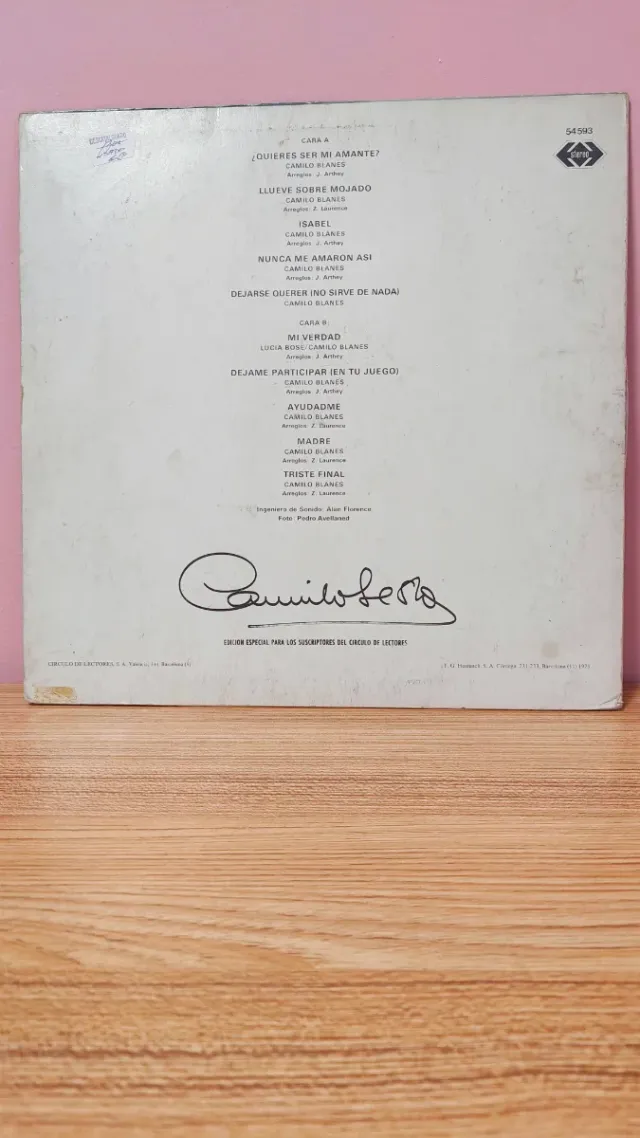 54593
stereo
CARA A
¿QUIERES SER MI AMANTE?
CAMILO BLANES
Arreglos: J. Arthey
LLUEVE SOBRE MOJADO
CAMILO BLANES
Arreglos: Z. Laurence
ISABEL
CAMILO BLANES
Arreglos: J. Arthey
NUNCA ME AMARON ASI
CAMILO BLANES
Arreglos: J. Arthey
DEJARSE QUERER (NO SIRVE DE NADA)
CAMILO BLANES
CARA B:
MI VERDAD
LUCIA BOSE/CAMILO BLANES
Arreglos: J. Arthey
DEJAME PARTICIPAR (EN TU JUEGO)
CAMILO BLANES
Arreglos: J. Arthey
AYUDADME
CAMILO BLANES
Arreglos: Z. Laurence
MADRE
CAMILO BLANES
Arreglos: Z. Laurence
TRISTE FINAL
CAMILO BLANES
Arreglos: Z. Laurence
Ingeniero de Sonido: Alan Florence
Foto: Pedro Avellaned
Camilo Sesto
EDICION ESPECIAL PARA LOS SUSCRIPTORES DEL CIRCULO DE LECTORES
CIRCULO DE LECTORES, S. A. Barcelona
S. A. Barcelona